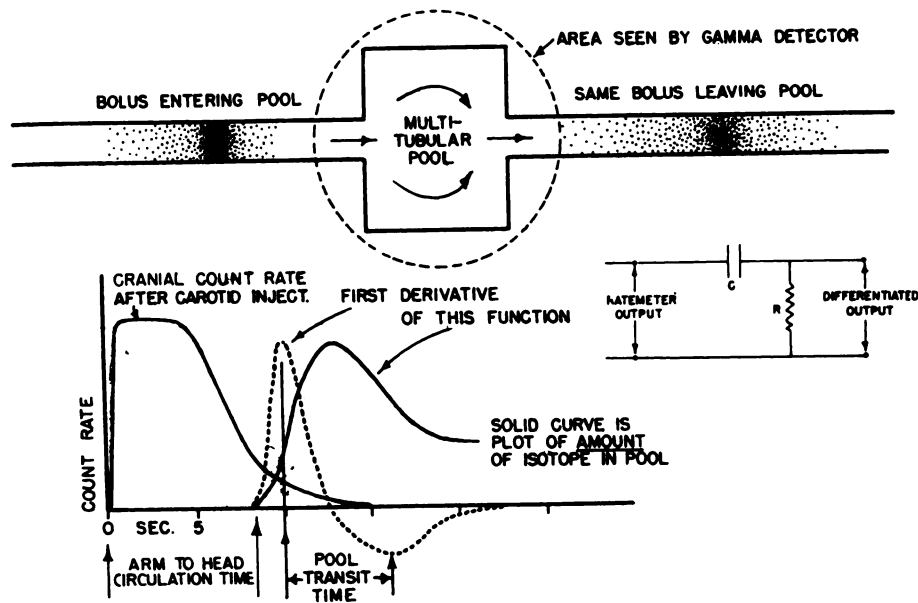 AREA SEEN BY GAMMA DETECTOR
BOLUS ENTERING POOL
SAME BOLUS LEAVING POOL
MULTI-
TUBULAR
POOL
CRANIAL COUNT RATE
AFTER CAROTID INJECT.
FIRST DERIVATIVE
OF THIS FUNCTION
RATEMETER
OUTPUT
C
R
DIFFERENTIATED
OUTPUT
COUNT RATE
SOLID CURVE IS
PLOT OF AMOUNT
OF ISOTOPE IN POOL
0 SEC. 5
ARM TO HEAD
CIRCULATION TIME
POOL
TRANSIT
TIME